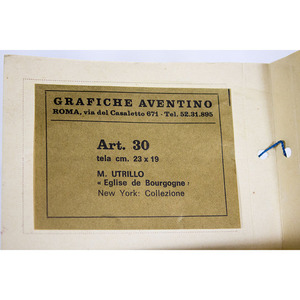 GRAFICHE AVENTINO
ROMA, via del Casaletto 671 - Tel. 52.31.895
Art. 30
tela cm. 23 x 19
M. UTRILLO
« Eglise de Bourgogne »
New York: Collezione